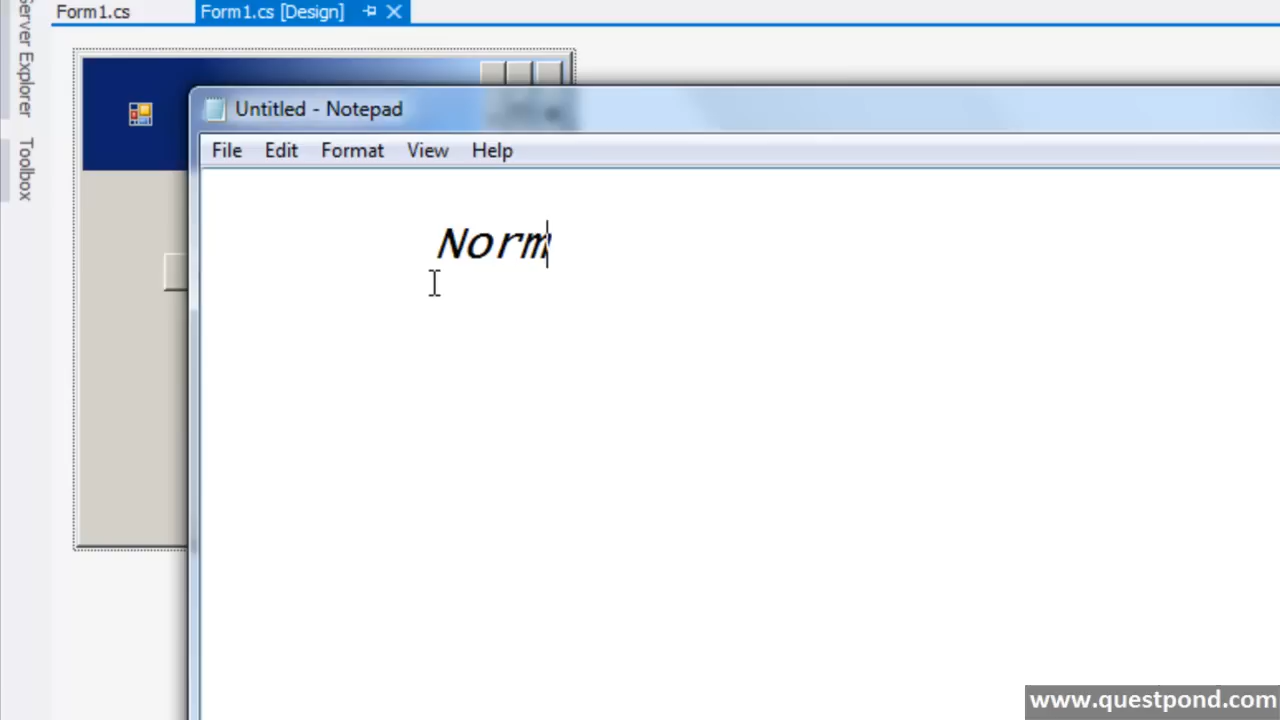 Form1.cs
Form1.cs [Design]
Server Explorer
Toolbox
Untitled - Notepad
File Edit Format View Help
Norm
www.questpond.com